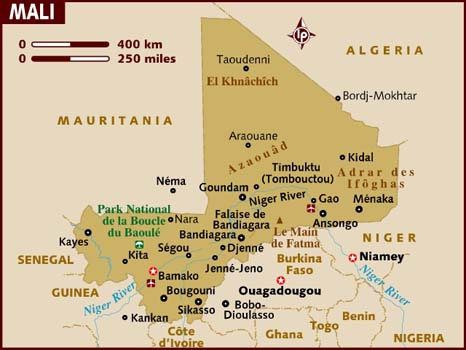 MALI
0 400 km
0 250 miles
LP
ALGERIA
Taoudenni
El Khnâchîch
Bordj-Mokhtar
MAURITANIA
Araouane
Azaouâd
Kidal
Timbuktu
(Tombouctou)
Adrar des
Ifôghas
Néma
Goundam
Niger River
Gao
Ménaka
Park National
de la Boucle
du Baoulé
Nara
Falaise de
Bandiagara
Ansongo
Kayes
Bandiagara
Le Main
de Fatma
NIGER
Ségou
Djenné
SENEGAL
Kita
Jenné-Jeno
Burkina
Faso
Niamey
Bamako
GUINEA
Niger River
Bougouni
Ouagadougou
Niger River
Sikasso
Bobo-
Dioulasso
Kankan
Benin
Côte
d'Ivoire
Ghana
Togo
NIGERIA